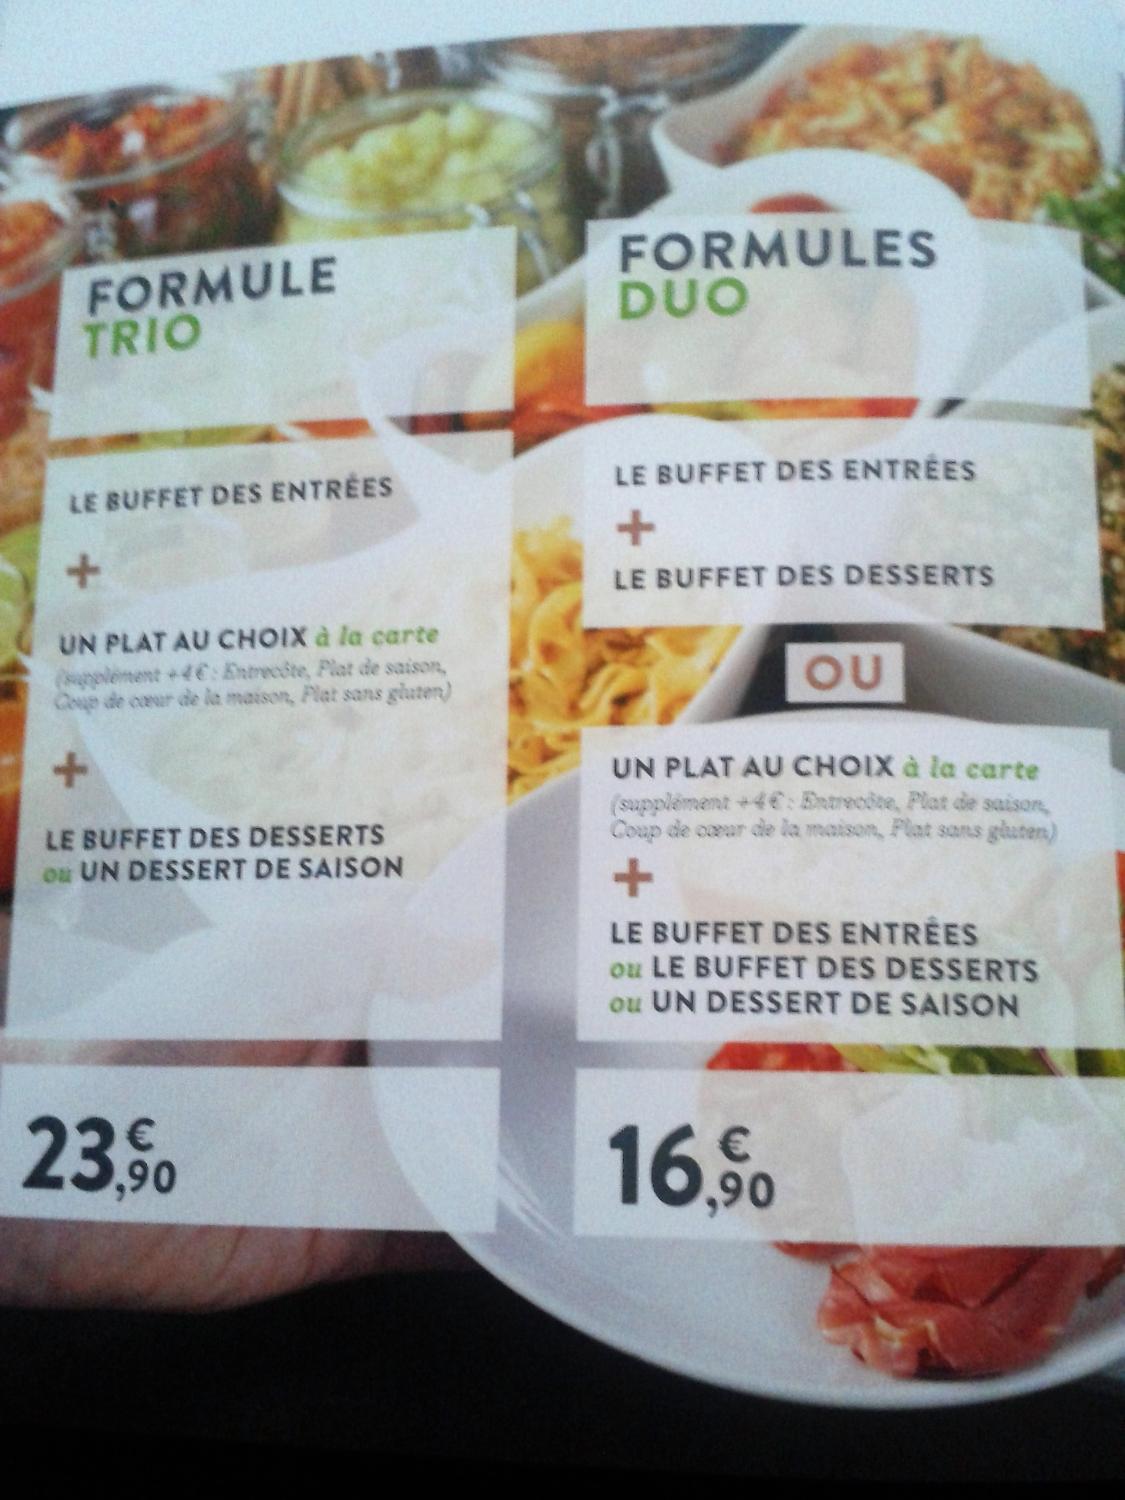 FORMULE
TRIO
LE BUFFET DES ENTRÉES
+
UN PLAT AU CHOIX à la carte
(supplément +4€ : Entrecôte, Plat de saison,
Coup de cœur de la maison, Plat sans gluten)
+
LE BUFFET DES DESSERTS
ou UN DESSERT DE SAISON
23,90 €
FORMULES
DUO
LE BUFFET DES ENTRÉES
+
LE BUFFET DES DESSERTS
OU
UN PLAT AU CHOIX à la carte
(supplément +4€ : Entrecôte, Plat de saison,
Coup de cœur de la maison, Plat sans gluten)
+
LE BUFFET DES ENTRÉES
ou LE BUFFET DES DESSERTS
ou UN DESSERT DE SAISON
16,90 €